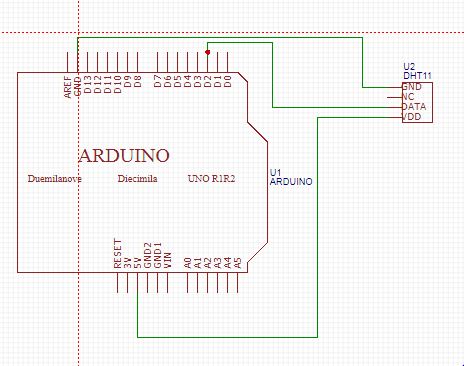 U2
DHT11
GND
NC
DATA
VDD
AREF
GND
D13
D12
D11
D10
D9
D8
D7
D6
D5
D4
D3
D2
D1
D0
ARDUINO
Duemilanove Diecimila UNO R1R2
U1
ARDUINO
RESET
3V
5V
GND2
GND1
VIN
A0
A1
A2
A3
A4
A5